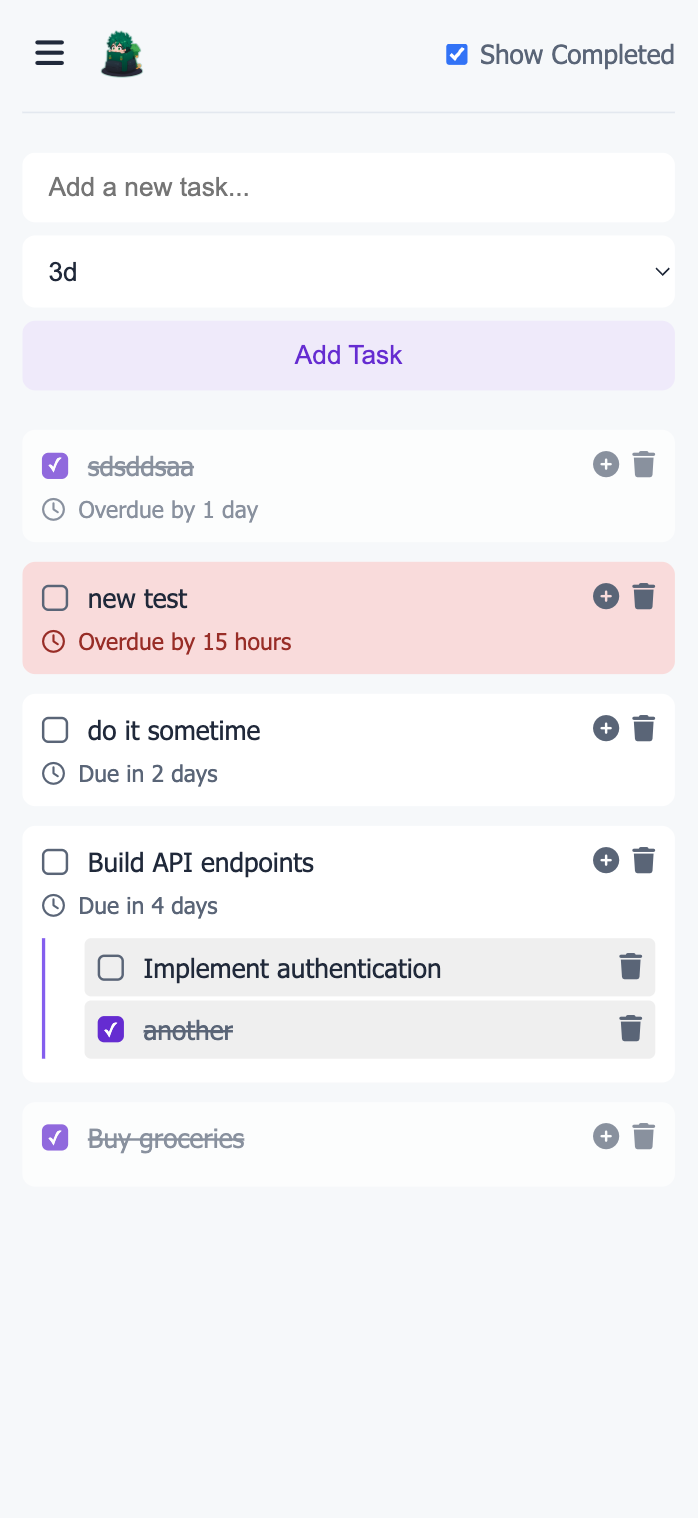 Show Completed
Add a new task...
3d
Add Task
sdsddsaa
Overdue by 1 day
new test
Overdue by 15 hours
do it sometime
Due in 2 days
Build API endpoints
Due in 4 days
Implement authentication
another
Buy groceries